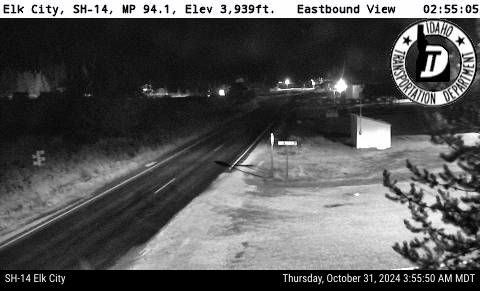 Elk City, SH-14, MP 94.1, Elev 3,939ft. Eastbound View 02:55:05
IDAHO
TRANSPORTATION DEPARTMENT
SH-14 Elk City Thursday, October 31, 2024 3:55:50 AM MDT